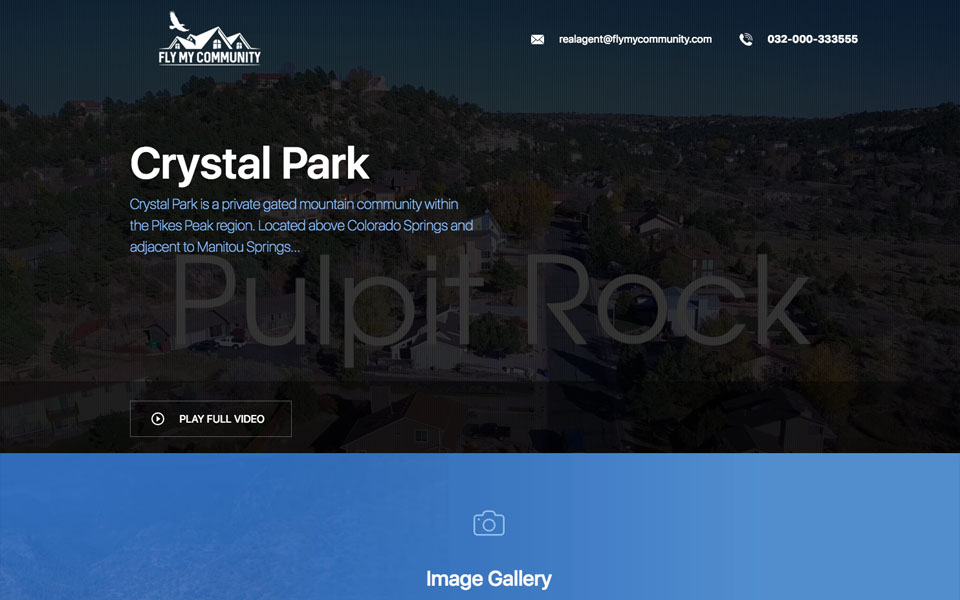 FLY MY COMMUNITY
realagent@flymycommunity.com
032-000-333555
Crystal Park
Crystal Park is a private gated mountain community within
the Pikes Peak region. Located above Colorado Springs and
adjacent to Manitou Springs...
Pulpit Rock
PLAY FULL VIDEO
Image Gallery